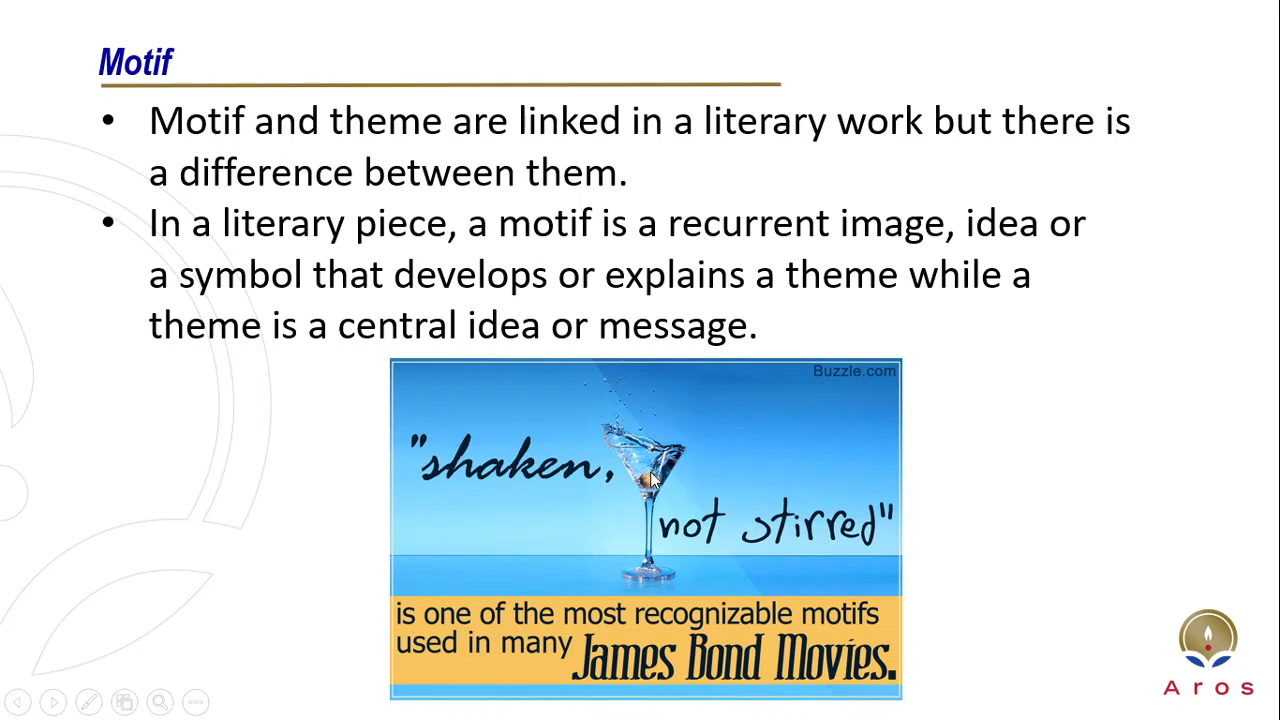 Motif
• Motif and theme are linked in a literary work but there is
a difference between them.
• In a literary piece, a motif is a recurrent image, idea or
a symbol that develops or explains a theme while a
theme is a central idea or message.
Buzzle.com
"shaken,
not stirred"
is one of the most recognizable motifs
used in many James Bond Movies.
Aros